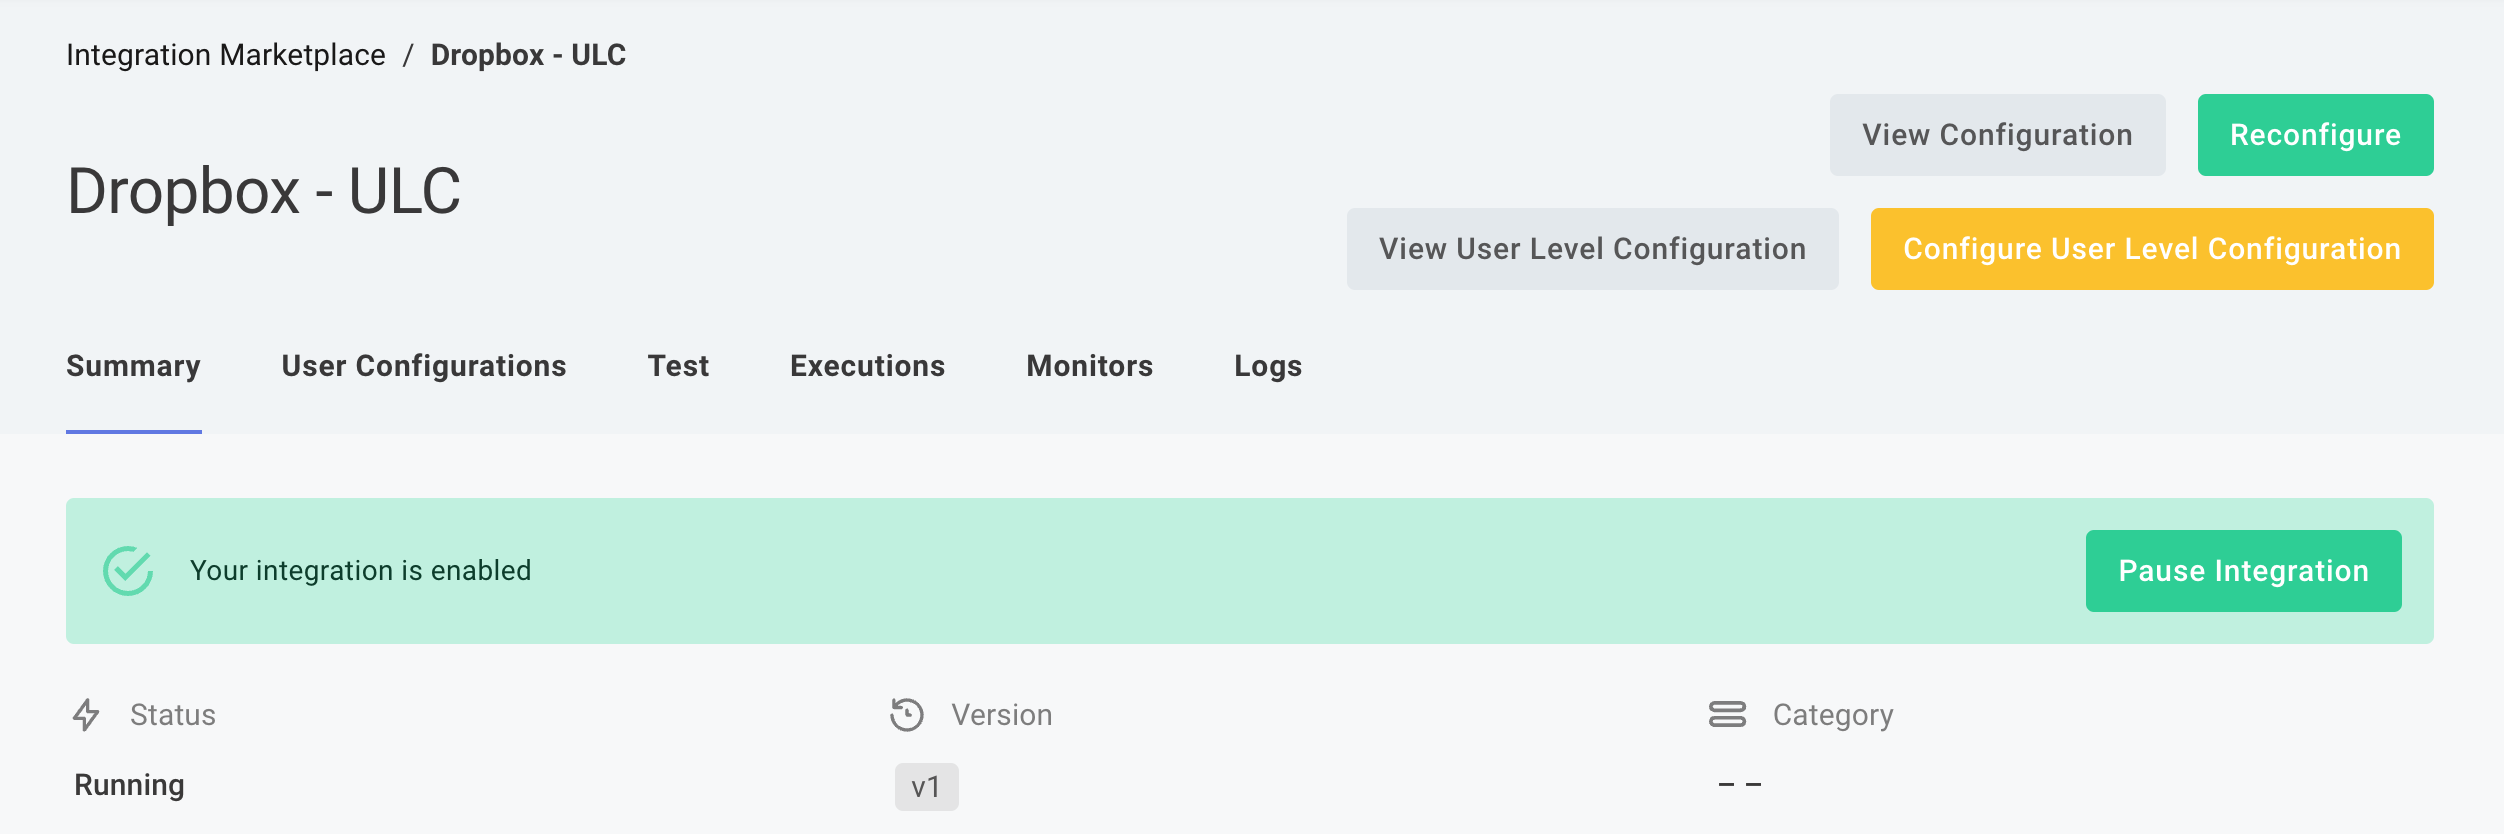 Integration Marketplace / Dropbox - ULC
View Configuration
Reconfigure
Dropbox - ULC
View User Level Configuration
Configure User Level Configuration
Summary
User Configurations
Test
Executions
Monitors
Logs
Your integration is enabled
Pause Integration
Status
Version
Category
Running
v1
– –